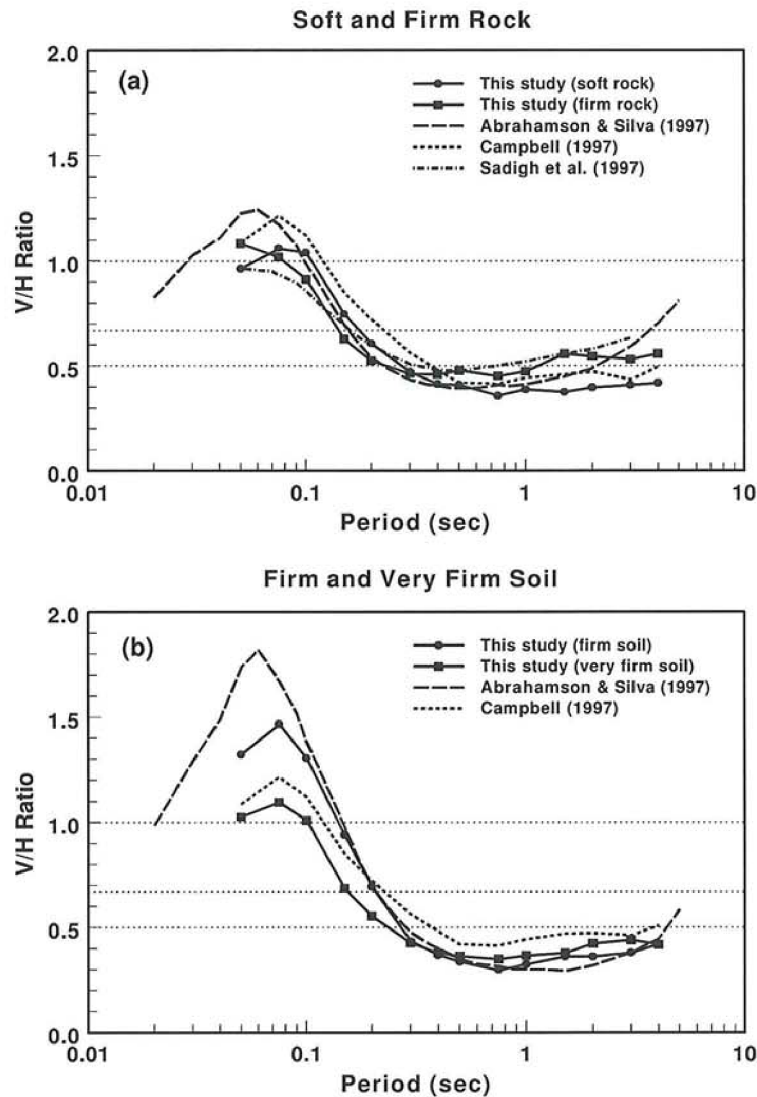 Soft and Firm Rock
2.0
(a)
This study (soft rock)
This study (firm rock)
Abrahamson & Silva (1997)
Campbell (1997)
Sadigh et al. (1997)
1.5
1.0
0.5
0.0
V/H Ratio
0.01
0.1
1
10
Period (sec)
Firm and Very Firm Soil
2.0
(b)
This study (firm soil)
This study (very firm soil)
Abrahamson & Silva (1997)
Campbell (1997)
1.5
1.0
0.5
0.0
V/H Ratio
0.01
0.1
1
10
Period (sec)